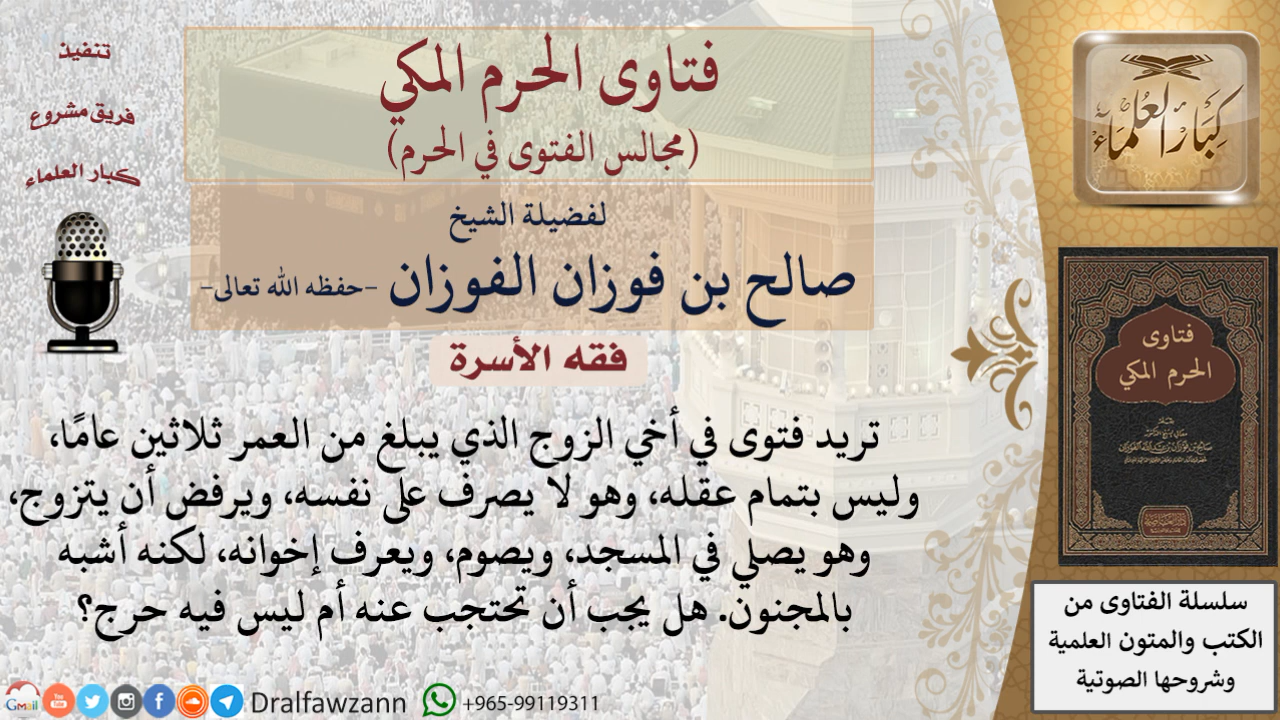 تنفيذ
فريق مشروع
كبار العلماء
فتاوى الحرم المكي
(مجالس الفتوى في الحرم)
لفضيلة الشيخ
صالح بن فوزان الفوزان -حفظه الله تعالى-
فقه الأسرة
تريد فتوى في أخي الزوج الذي يبلغ من العمر ثلاثين عامًا،
وليس بتمام عقله، وهو لا يصرف على نفسه، ويرفض أن يتزوج،
وهو يصلي في المسجد، ويصوم، ويعرف إخوانه، لكنه أشبه
بالمجنون. هل يجب أن تحتجب عنه أم ليس فيه حرج؟
كبار العلماء
فتاوى
الحرم المكي
سلسلة الفتاوى من
الكتب والمتون العلمية
وشروحها الصوتية
Gmail
You
Tube
Dralfawzann
+965-99119311